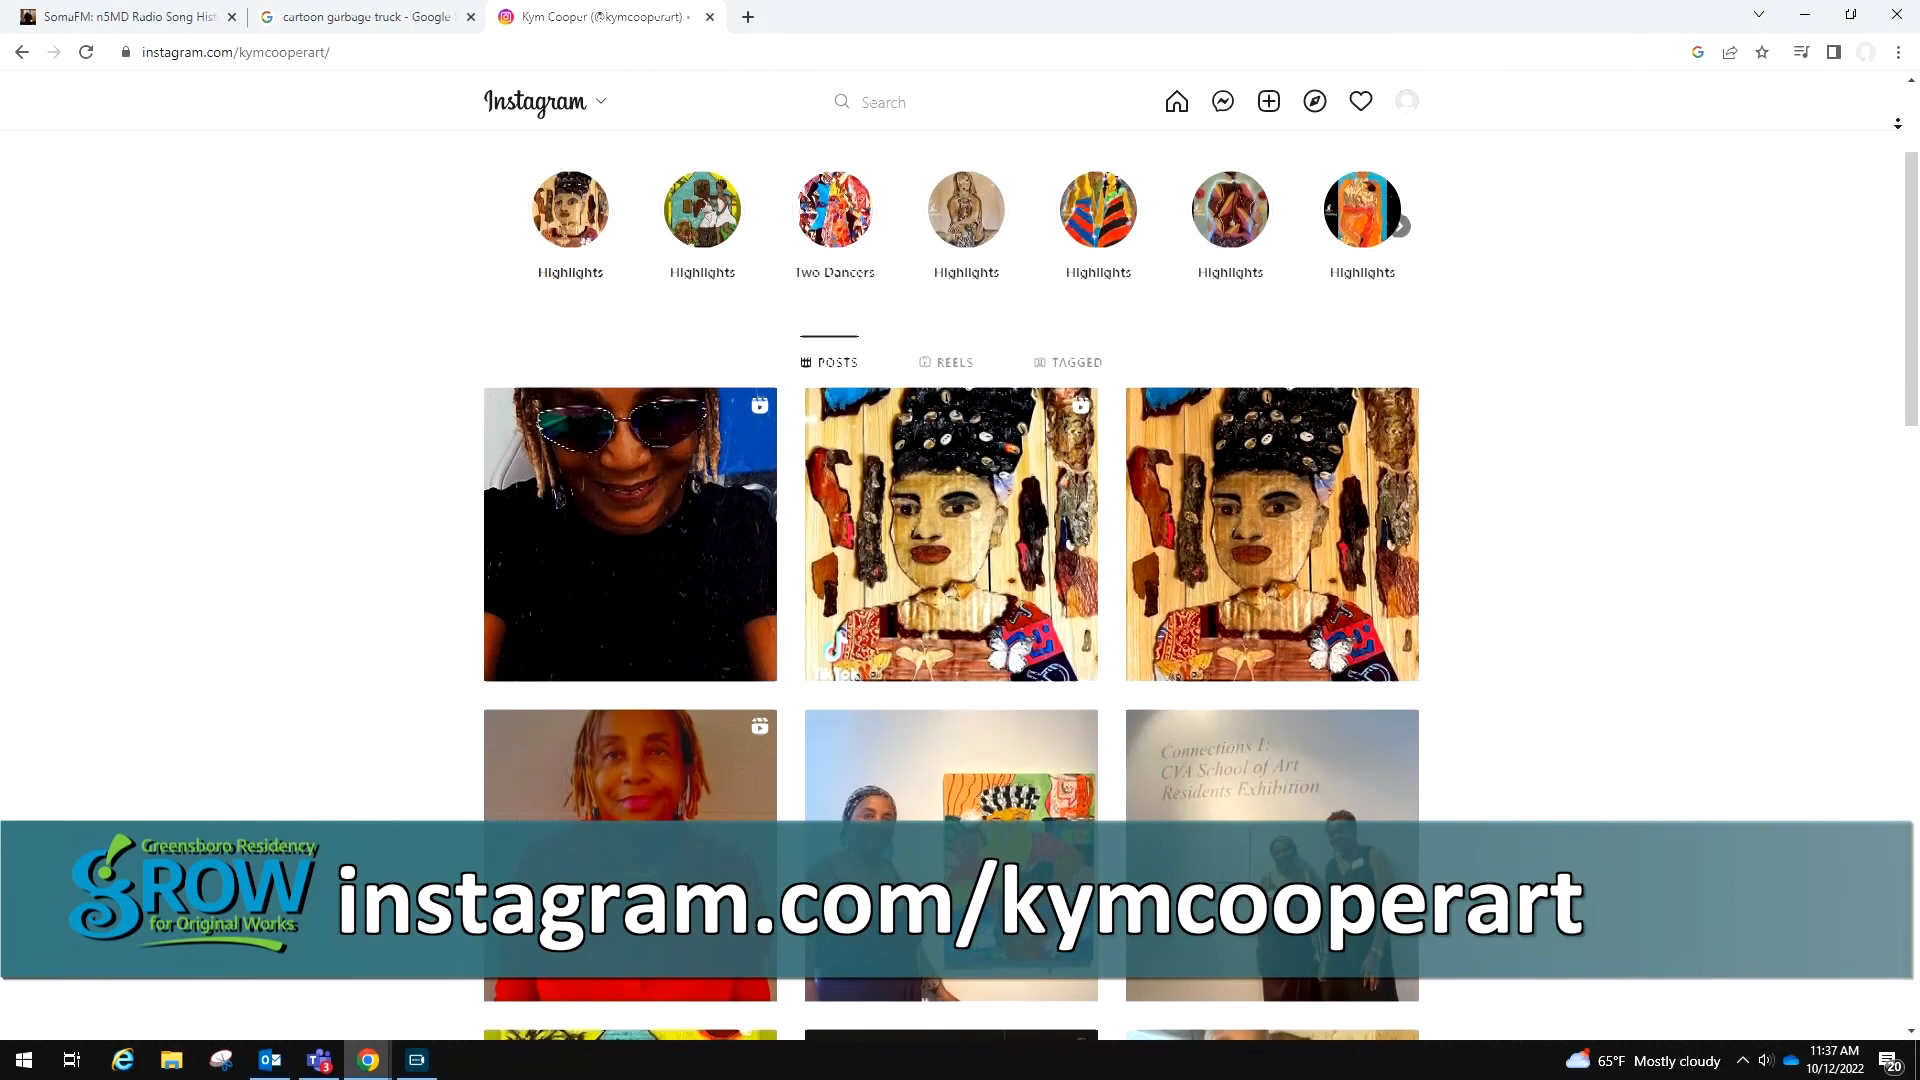 SomaFM: n5MD Radio Song Hist
cartoon garbage truck - Google S
Kym Cooper (@kymcooperart) •
instagram.com/kymcooperart/
Instagram
Search
Highlights
Highlights
Two Dancers
Highlights
Highlights
Highlights
Highlights
POSTS
REELS
TAGGED
TikTok
Connections I:
CVA School of Art
Residents Exhibition
Greensboro Residency
GROW
for Original Works
instagram.com/kymcooperart
3
65°F Mostly cloudy
11:37 AM
10/12/2022
20